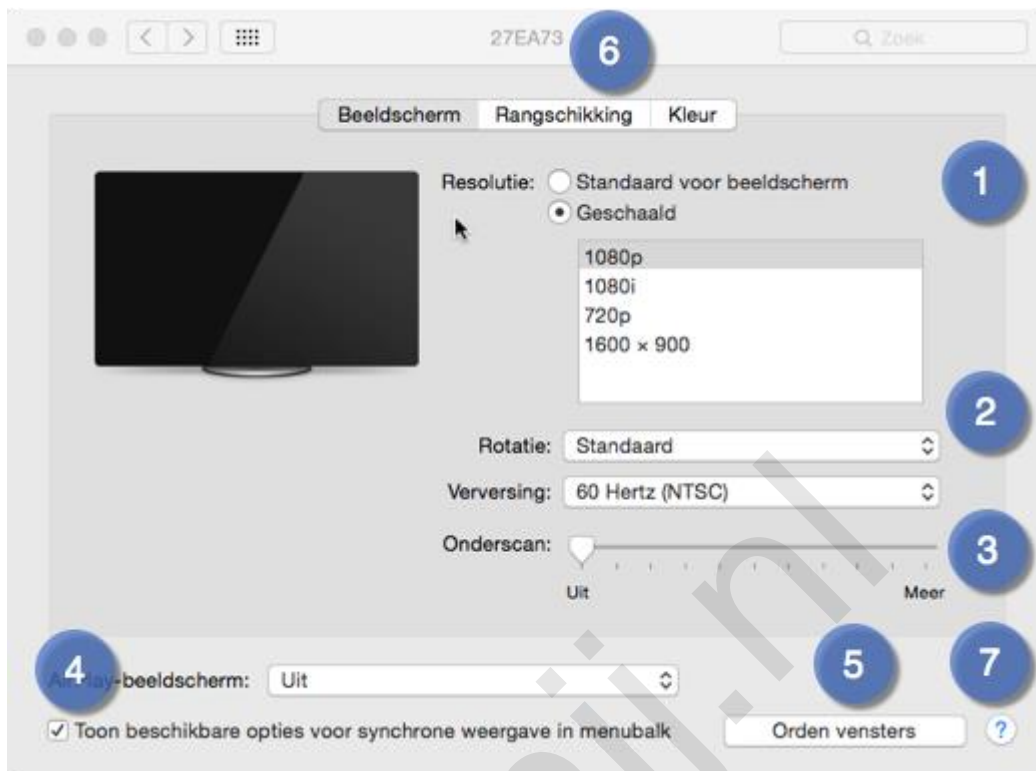 27EA73
6
Zoek
Beeldscherm Rangschikking Kleur
1
Resolutie: Standaard voor beeldscherm
Geschaald
1080p
1080i
720p
1600 × 900
2
Rotatie: Standaard
Verversing: 60 Hertz (NTSC)
3
Onderscan:
Uit Meer
4
5
7
-beeldscherm: Uit
Toon beschikbare opties voor synchrone weergave in menubalk
Orden vensters
?